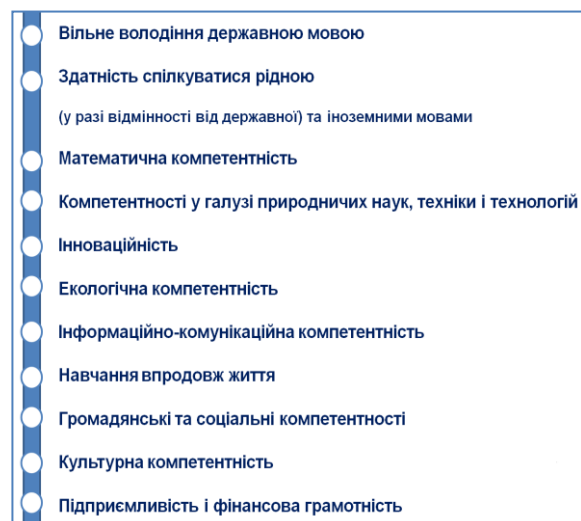 Вільне володіння державною мовою
Здатність спілкуватися рідною
(у разі відмінності від державної) та іноземними мовами
Математична компетентність
Компетентності у галузі природничих наук, техніки і технологій
Інноваційність
Екологічна компетентність
Інформаційно-комунікаційна компетентність
Навчання впродовж життя
Громадянські та соціальні компетентності
Культурна компетентність
Підприємливість і фінансова грамотність